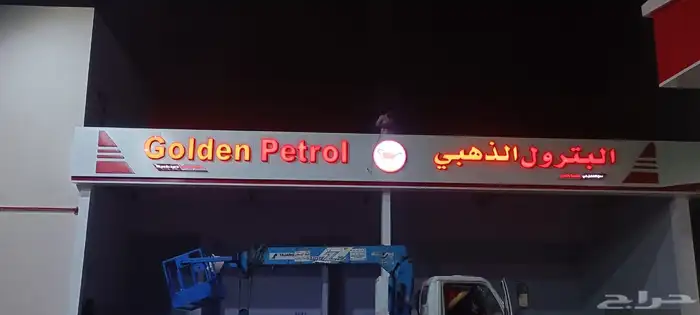 Golden Petrol
البترول الذهبي
حراج